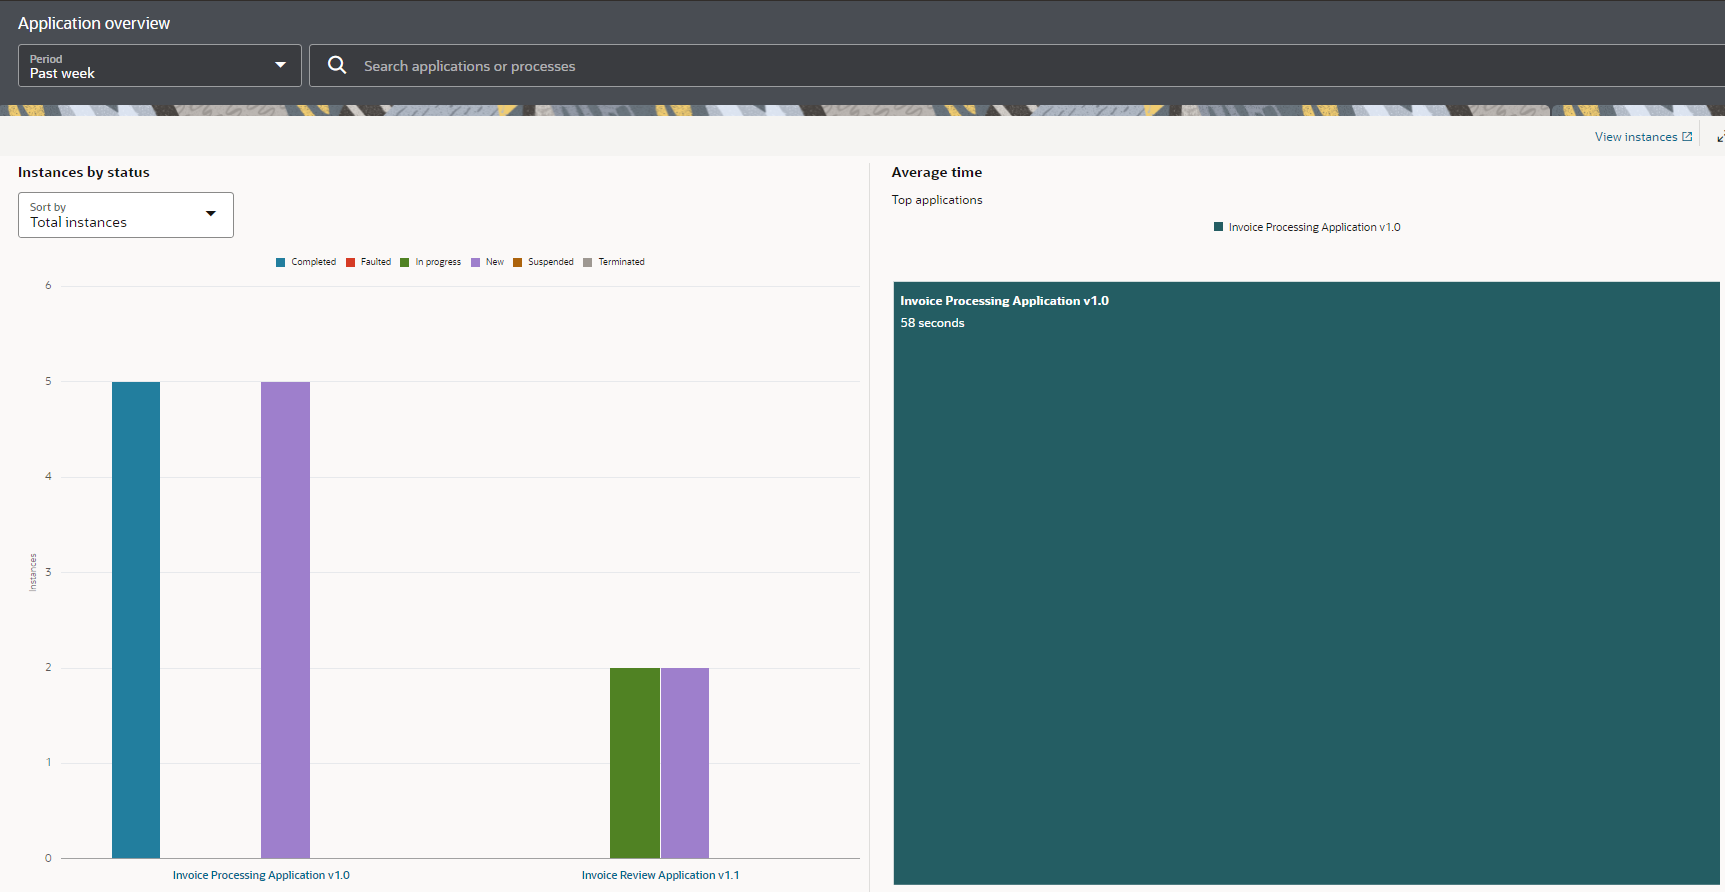 Application overview
Period
Past week
Search applications or processes
View instances
Instances by status
Sort by
Total instances
Completed Faulted In progress New Suspended Terminated
6
5
4
3
2
1
0
Instances
Invoice Processing Application v1.0
Invoice Review Application v1.1
Average time
Top applications
Invoice Processing Application v1.0
Invoice Processing Application v1.0
58 seconds